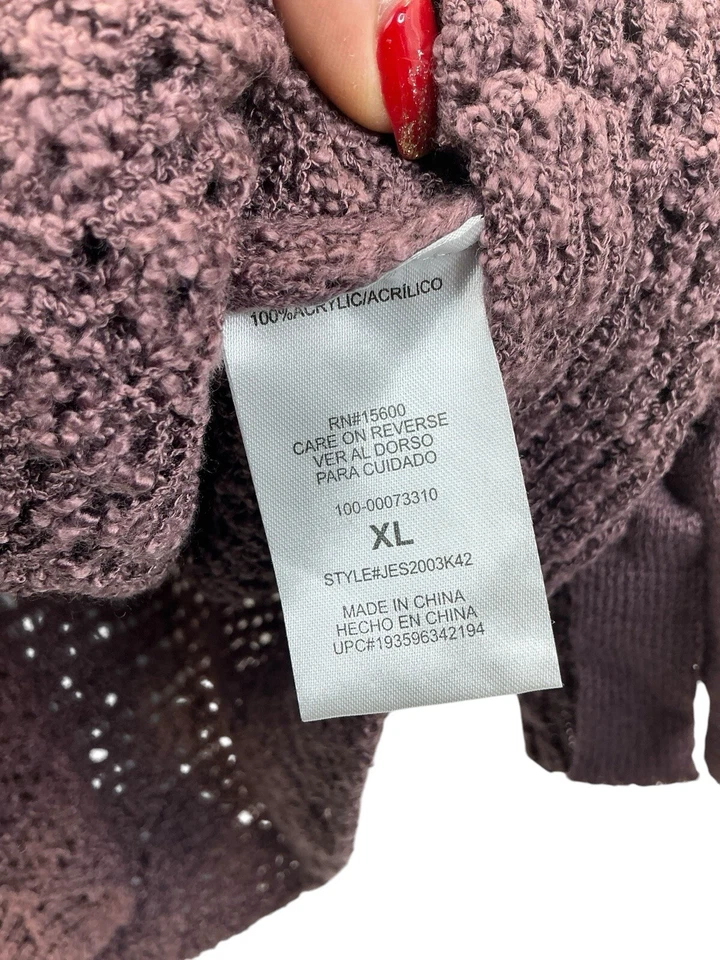 100%ACRYLIC/ACRÍLICO
RN#15600
CARE ON REVERSE
VER AL DORSO
PARA CUIDADO
100-00073310
XL
STYLE#JES2003K42
MADE IN CHINA
HECHO EN CHINA
UPC#193596342194